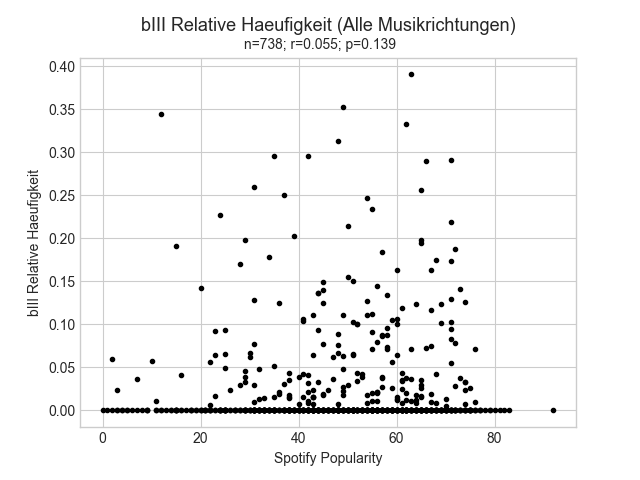 bIII Relative Haeufigkeit (Alle Musikrichtungen)
n=738; r=0.055; p=0.139
0.40
0.35
0.30
0.25
0.20
0.15
0.10
0.05
0.00
bIII Relative Haeufigkeit
0 20 40 60 80
Spotify Popularity